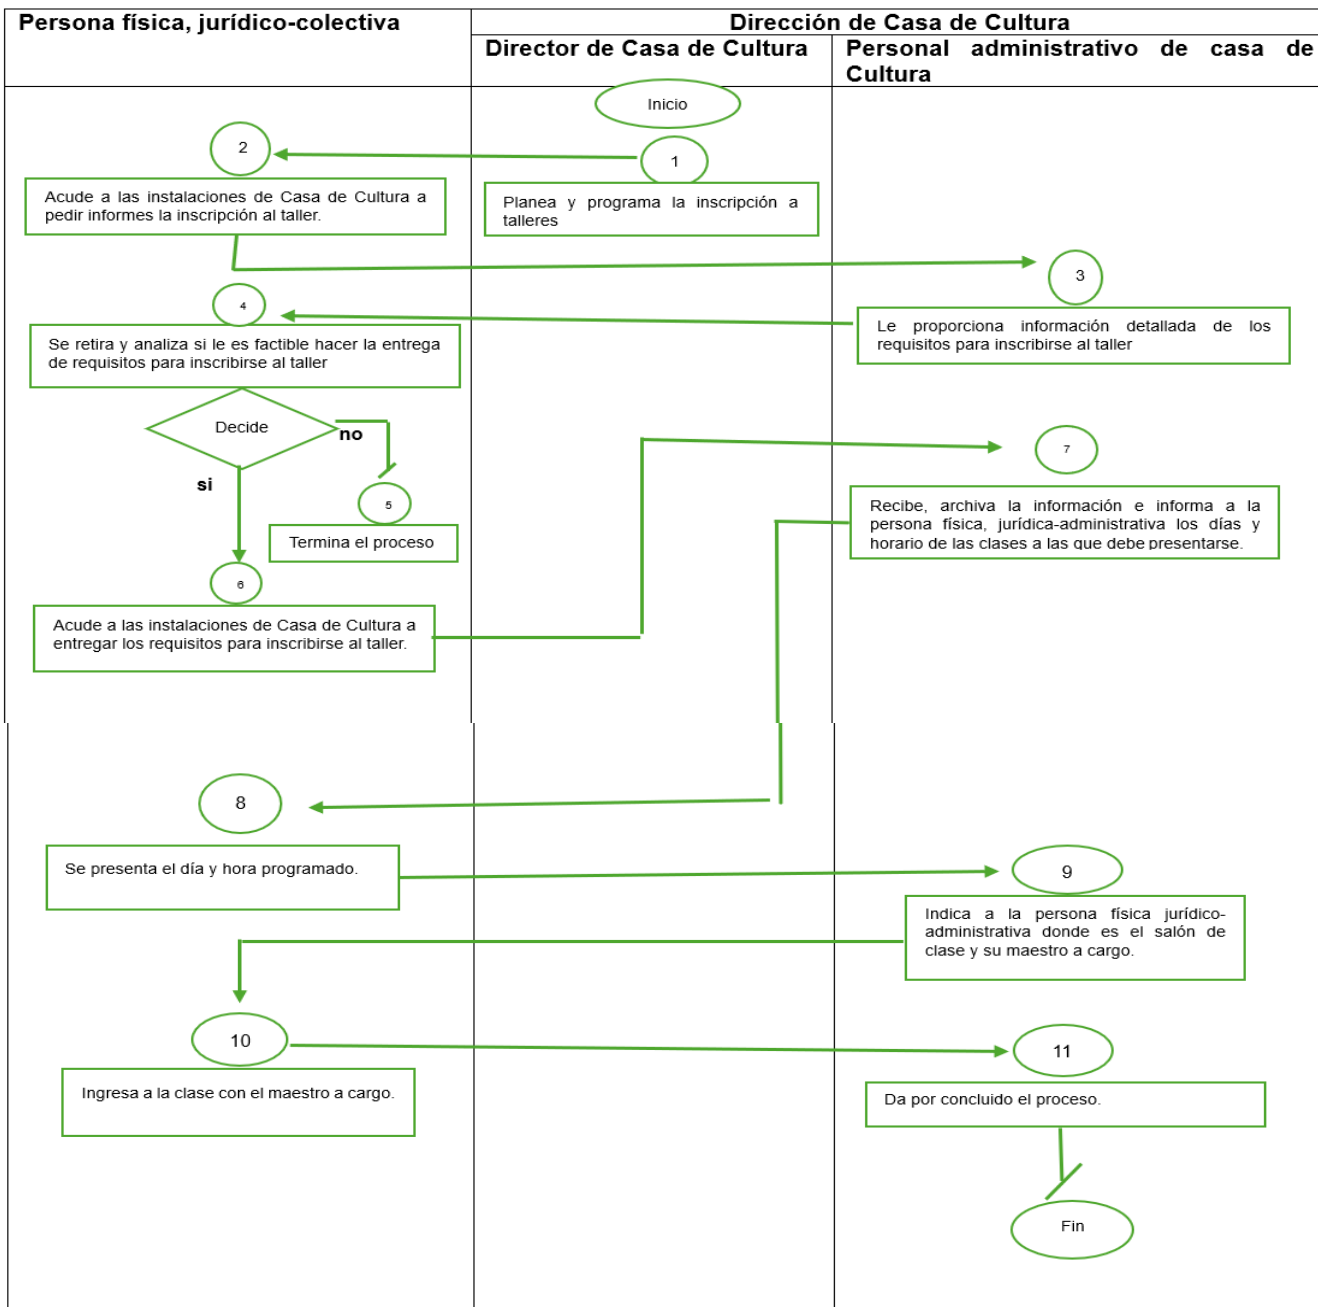 Persona física, jurídico-colectiva
Dirección de Casa de Cultura
Director de Casa de Cultura
Personal administrativo de casa de
Cultura
Inicio
1
Planea y programa la inscripción a
talleres
2
Acude a las instalaciones de Casa de Cultura a
pedir informes la inscripción al taller.
3
Le proporciona información detallada de los
requisitos para inscribirse al taller
4
Se retira y analiza si le es factible hacer la entrega
de requisitos para inscribirse al taller
Decide
no
si
5
Termina el proceso
6
Acude a las instalaciones de Casa de Cultura a
entregar los requisitos para inscribirse al taller.
7
Recibe, archiva la información e informa a la
persona física, jurídica-administrativa los días y
horario de las clases a las que debe presentarse.
8
Se presenta el día y hora programado.
9
Indica a la persona física jurídico-
administrativa donde es el salón de
clase y su maestro a cargo.
10
Ingresa a la clase con el maestro a cargo.
11
Da por concluido el proceso.
Fin